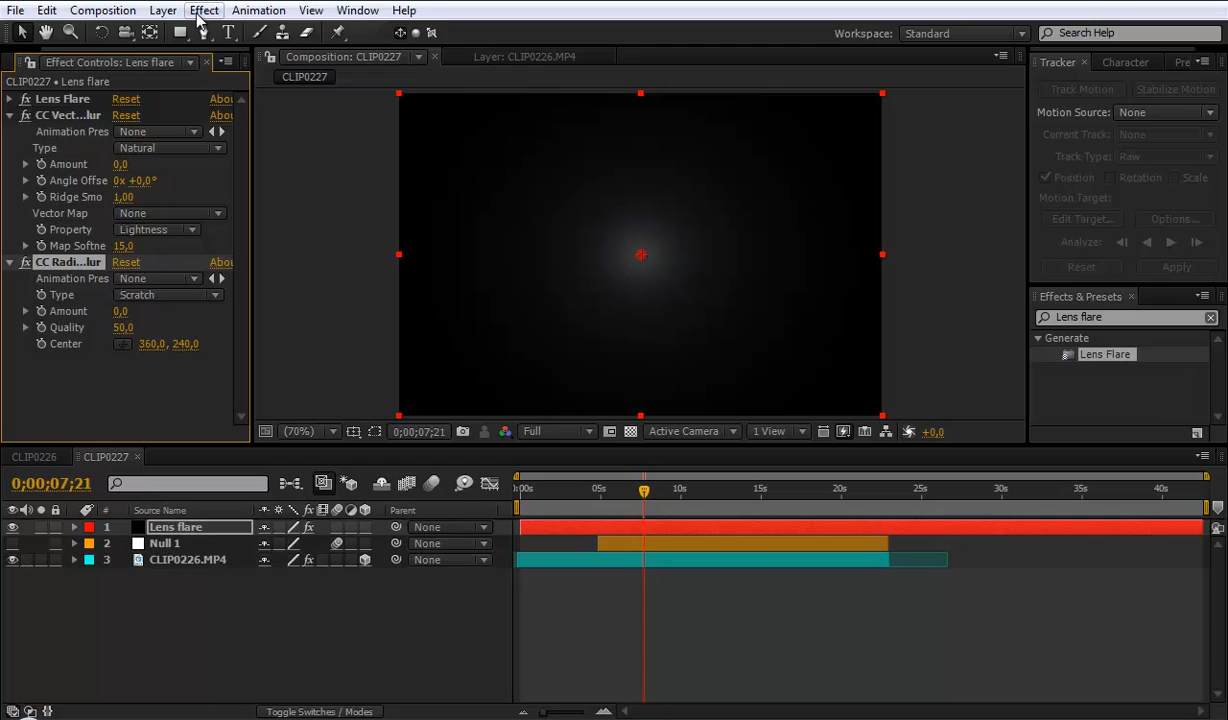 File Edit Composition Layer Effect Animation View Window Help
Workspace: Standard Search Help
Effect Controls: Lens flare
CLIP0227 • Lens flare
Lens Flare Reset Abou
CC Vect...lur Reset Abou
Animation Pres None
Type Natural
Amount 0,0
Angle Offse 0x +0,0°
Ridge Smo 1,00
Vector Map None
Property Lightness
Map Softne 15,0
CC Radi...lur Reset Abou
Animation Pres None
Type Scratch
Amount 0,0
Quality 50,0
Center 360,0, 240,0
Composition: CLIP0227 Layer: CLIP0226.MP4
CLIP0227
(70%) 0;00;07;21 Full Active Camera 1 View +0,0
Tracker Character Pre
Track Motion Stabilize Motion
Motion Source: None
Current Track: None
Track Type: Raw
Position Rotation Scale
Motion Target:
Edit Target... Options...
Analyze:
Reset Apply
Effects & Presets
Lens flare
Generate
Lens Flare
CLIP0226 CLIP0227
0;00;07;21
:00s 05s 10s 15s 20s 25s 30s 35s 40s
# Source Name fx Parent
1 Lens flare fx None
2 Null 1 None
3 CLIP0226.MP4 fx None
Toggle Switches / Modes